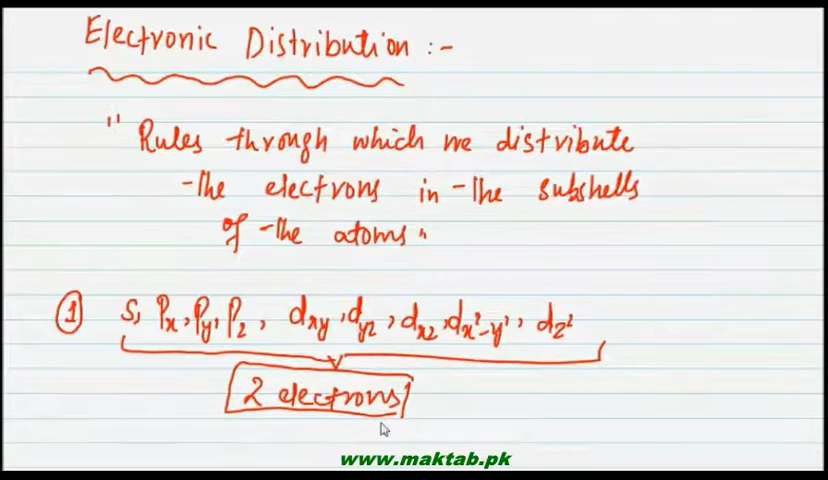 Electronic Distribution :-
" Rules through which we distribute
the electrons in the subshells
of the atoms "
① s, Px, Py, Pz, dxy, dyz, dxz, dx²-y², dz²
2 electrons
www.maktab.pk